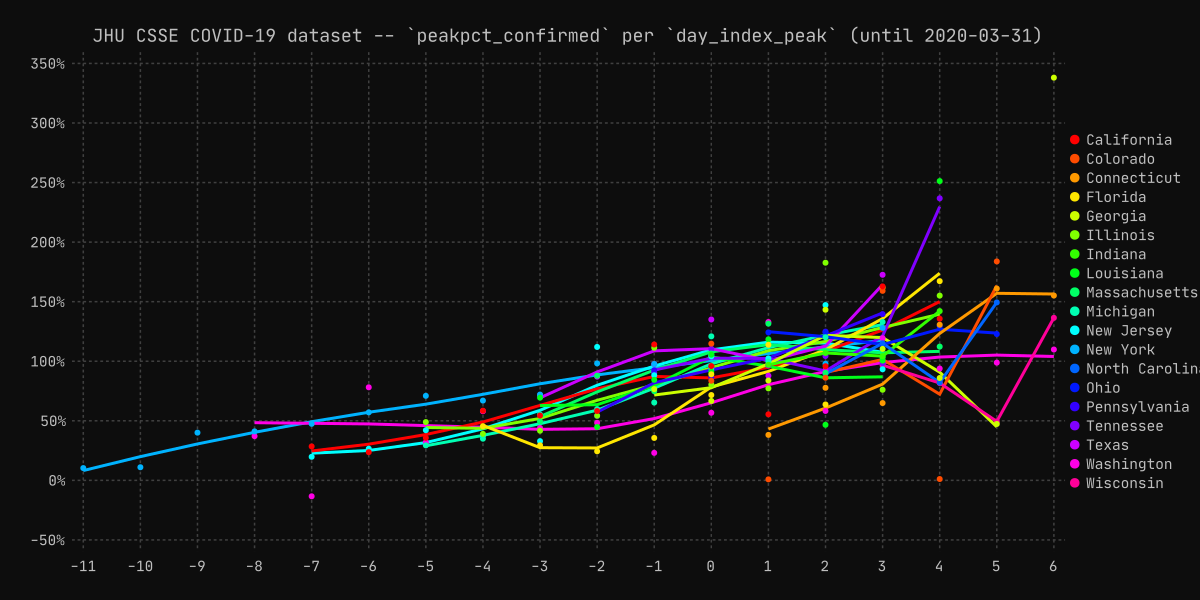 JHU CSSE COVID-19 dataset -- `peakpct_confirmed` per `day_index_peak` (until 2020-03-31)
350%
300%
250%
200%
150%
100%
50%
0%
-50%
-11 -10 -9 -8 -7 -6 -5 -4 -3 -2 -1 0 1 2 3 4 5 6
California
Colorado
Connecticut
Florida
Georgia
Illinois
Indiana
Louisiana
Massachusetts
Michigan
New Jersey
New York
North Carolina
Ohio
Pennsylvania
Tennessee
Texas
Washington
Wisconsin